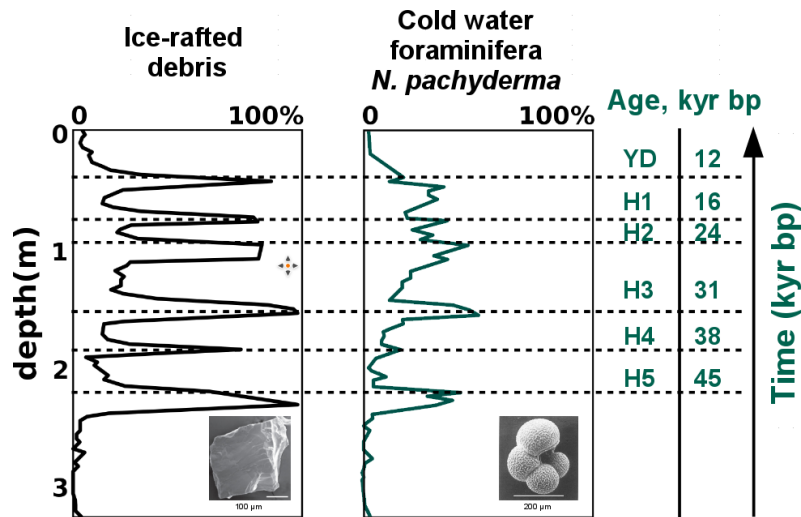 Ice-rafted
debris
Cold water
foraminifera
N. pachyderma
Age, kyr bp
0 100%
0 100%
0
1
2
3
depth(m)
YD 12
H1 16
H2 24
H3 31
H4 38
H5 45
Time (kyr bp)
100 µm
200 µm